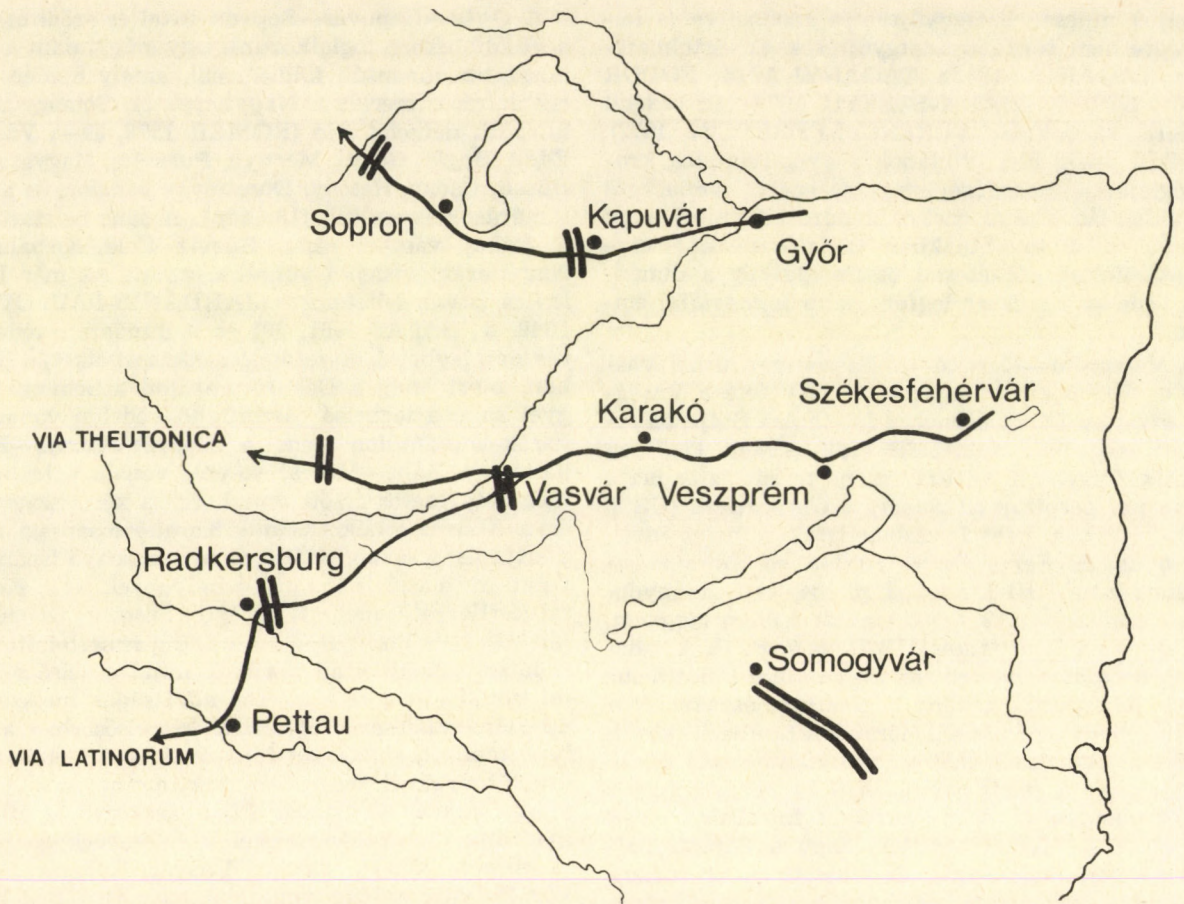 Sopron
Kapuvár
Győr
Székesfehérvár
Karakó
VIA THEUTONICA
Vasvár
Veszprém
Radkersburg
Somogyvár
Pettau
VIA LATINORUM